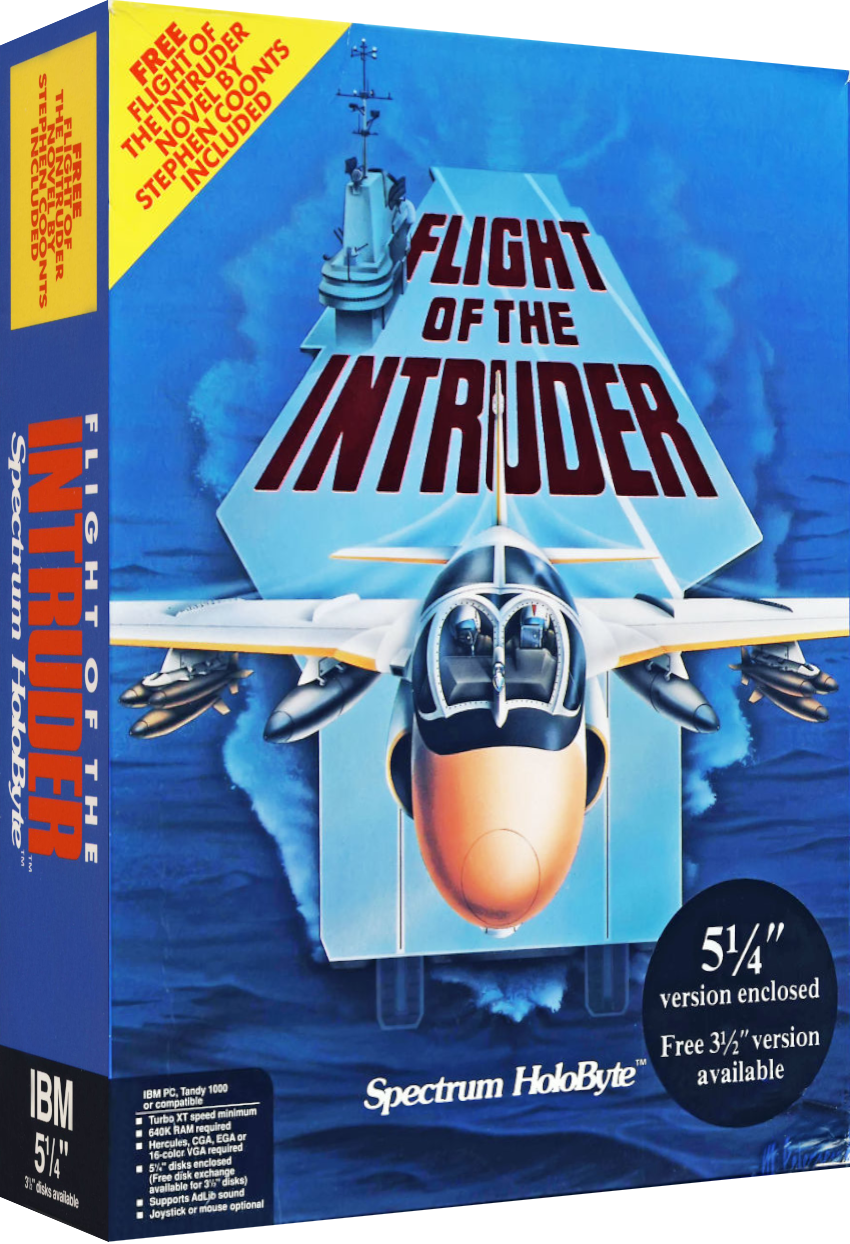 FREE
FLIGHT OF
THE INTRUDER
NOVEL BY
STEPHEN COONTS
INCLUDED
FREE
FLIGHT OF
THE INTRUDER
NOVEL BY
STEPHEN COONTS
INCLUDED
FLIGHT
OF THE
INTRUDER
FLIGHT OF THE
INTRUDER™
Spectrum HoloByte™
5¼"
version enclosed
Free 3½" version
available
Spectrum HoloByte™
IBM
5¼"
3½" disks available
IBM PC, Tandy 1000
or compatible
■ Turbo XT speed minimum
■ 640K RAM required
■ Hercules, CGA, EGA or
16-color VGA required
■ 5¼" disks enclosed
(Free disk exchange
available for 3½" disks)
■ Supports AdLib sound
■ Joystick or mouse optional